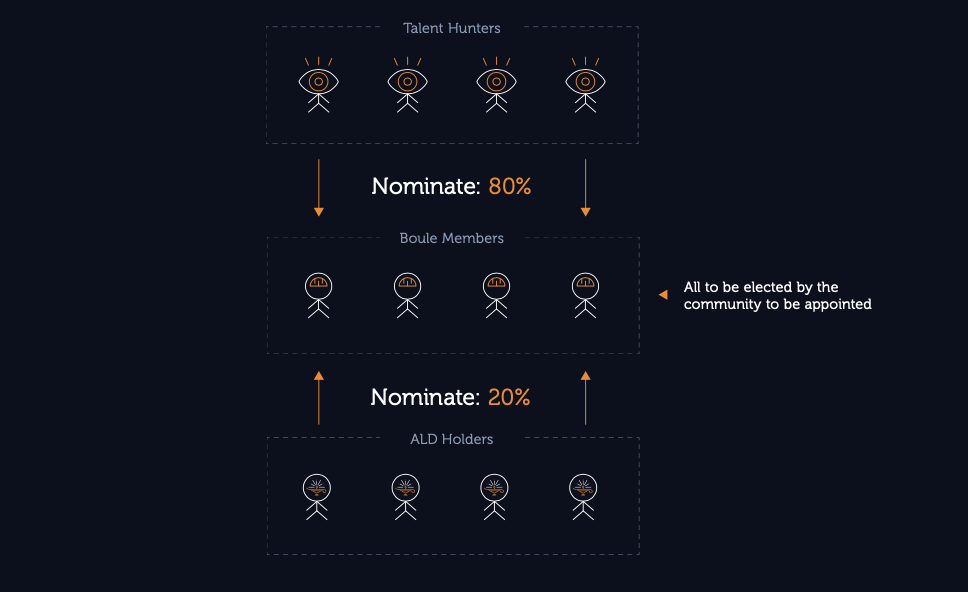 Talent Hunters
Nominate: 80%
Boule Members
All to be elected by the
community to be appointed
Nominate: 20%
ALD Holders